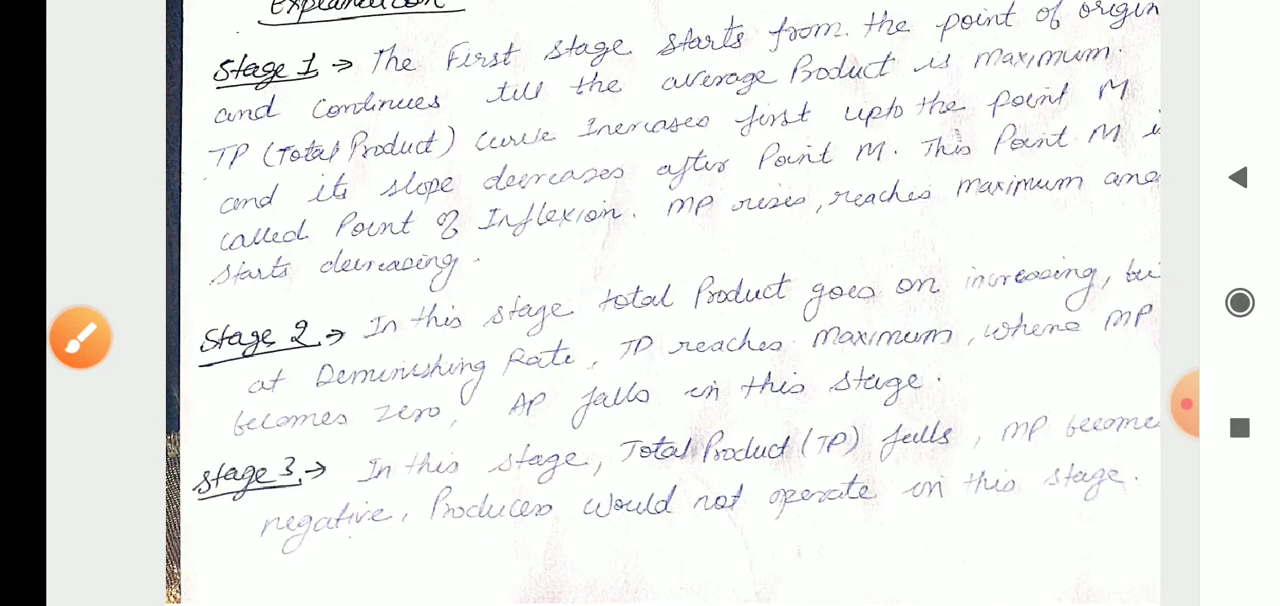 Explanation
Stage 1 → The First stage starts from the point of origin
and continues till the average Product is Maximum.
TP (Total Product) curve Increases first upto the point M
and its slope decreases after Point M. This Point M
called Point of Inflexion. MP rises, reaches Maximum and
starts decreasing.
Stage 2. → In this stage total Product goes on increasing,
at Deminishing Rate, TP reaches Maximum, where MP
becomes zero, AP falls in this stage.
Stage 3. → In this stage, Total Product (TP) falls, MP become
negative, Producers would not operate in this stage.